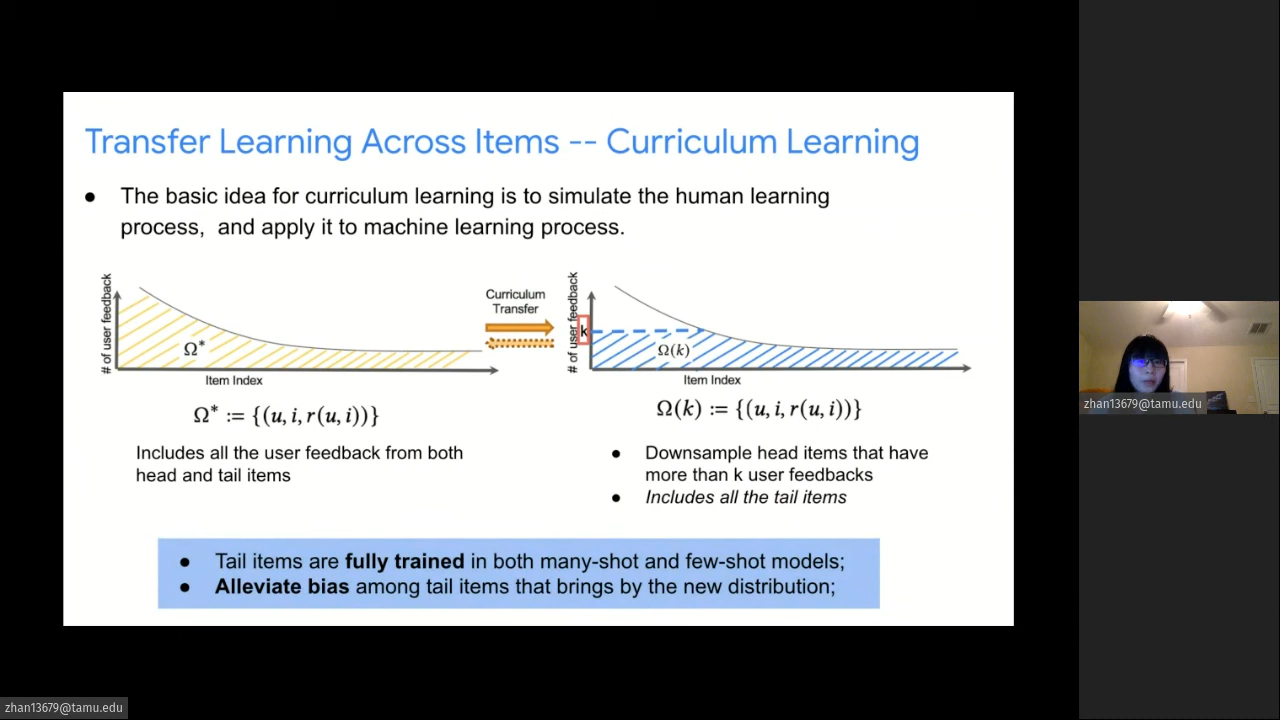 Transfer Learning Across Items -- Curriculum Learning
● The basic idea for curriculum learning is to simulate the human learning
process, and apply it to machine learning process.
# of user feedback
Ω*
Item Index
Curriculum
Transfer
# of user feedback
k
Ω(k)
Item Index
Ω* := {(u, i, r(u, i))}
Includes all the user feedback from both
head and tail items
Ω(k) := {(u, i, r(u, i))}
● Downsample head items that have
more than k user feedbacks
● Includes all the tail items
● Tail items are fully trained in both many-shot and few-shot models;
● Alleviate bias among tail items that brings by the new distribution;
zhan13679@tamu.edu
zhan13679@tamu.edu